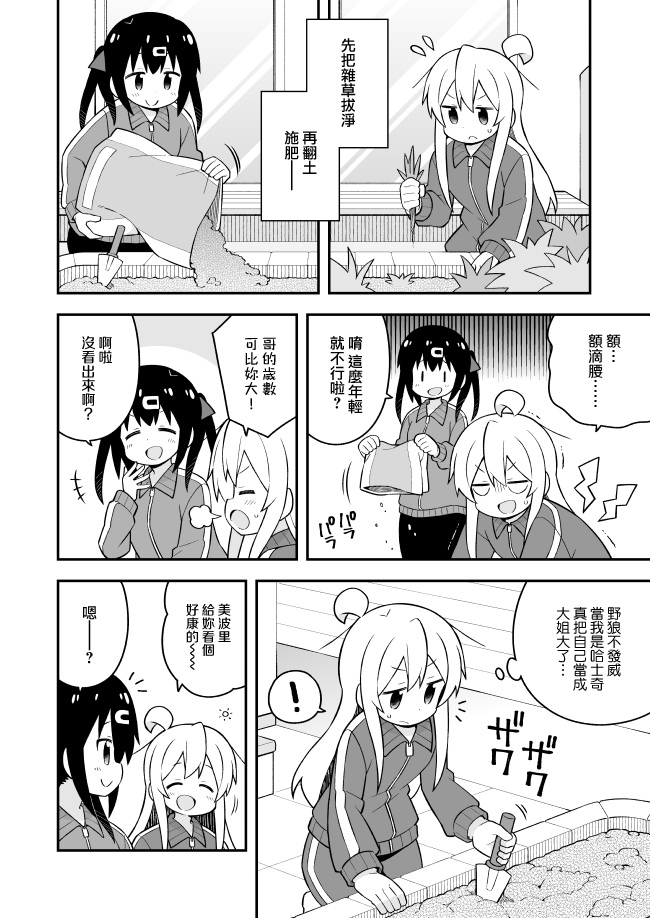 先把雜草拔淨
再翻土
施肥——
額…
額滴腰……
唷這麼年輕
就不行啦?
パラ
パラ
哥的歲數
可比妳大!
啊啦
沒看出來啊?
野狼不發威
當我是哈士奇
真把自己當成
大姐大了…
ザワ
ザワ
!
美波里
給妳看個
好康的~~
嗯——?